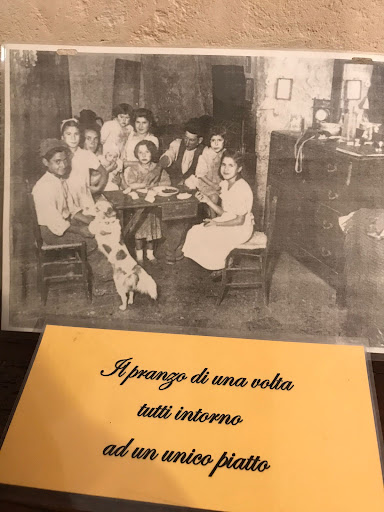 Il pranzo di una volta
tutti intorno
ad un unico piatto